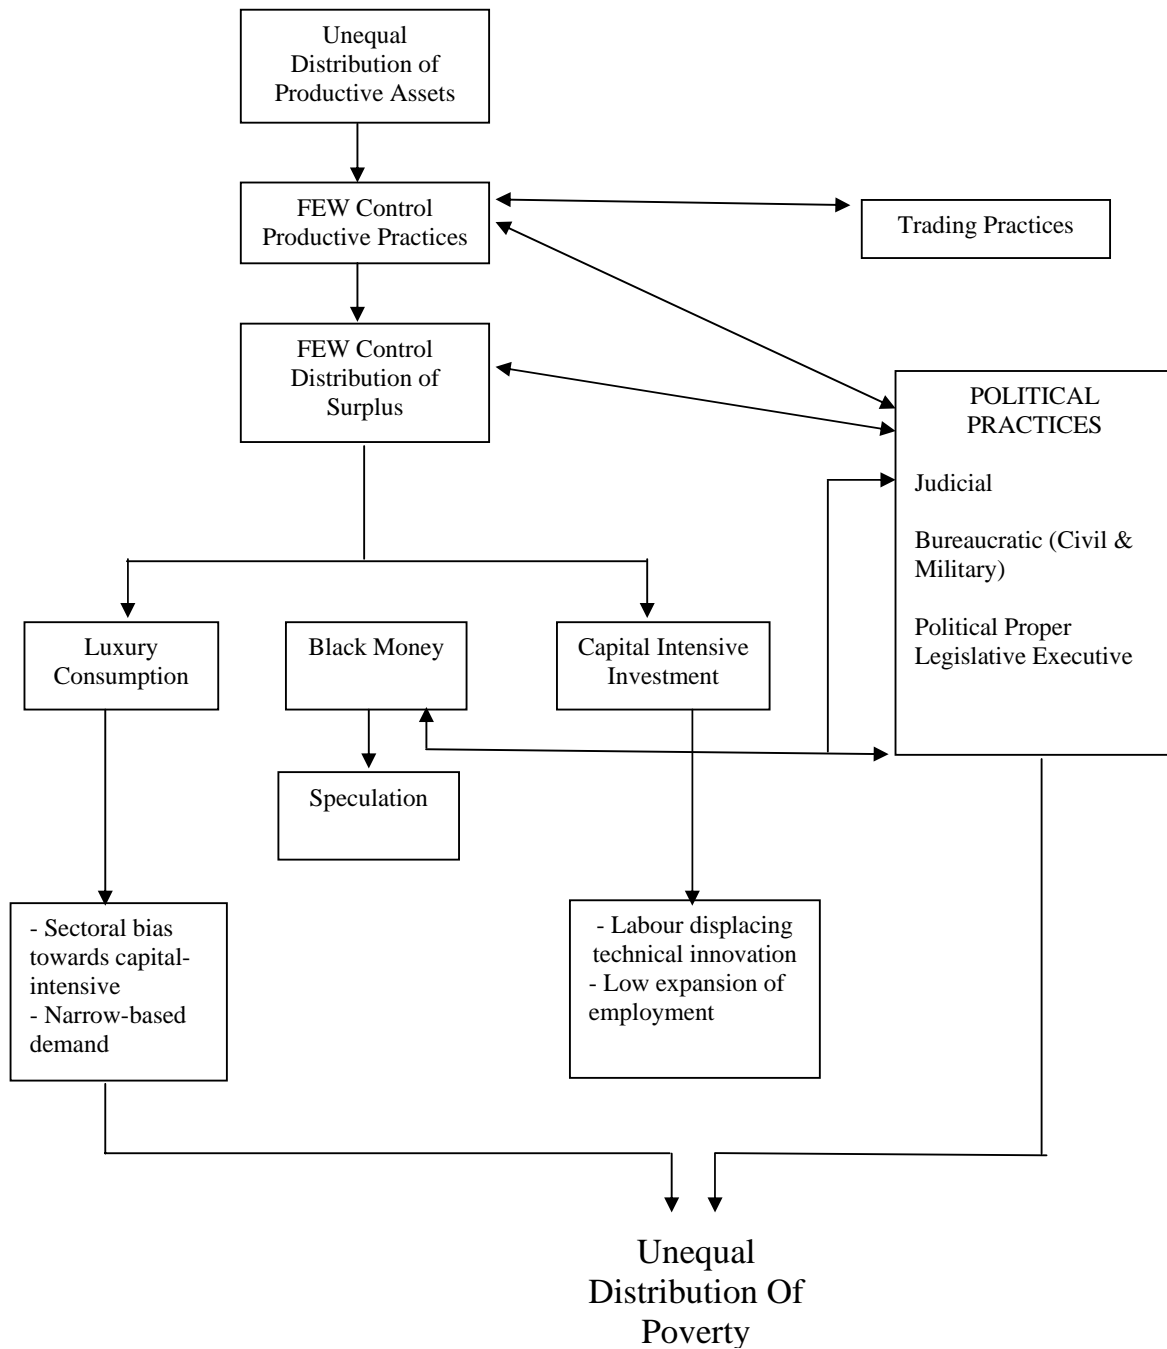 Unequal
Distribution of
Productive Assets
FEW Control
Productive Practices
Trading Practices
FEW Control
Distribution of
Surplus
POLITICAL
PRACTICES
Judicial
Bureaucratic (Civil &
Military)
Political Proper
Legislative Executive
Luxury
Consumption
Black Money
Capital Intensive
Investment
Speculation
- Sectoral bias
towards capital-
intensive
- Narrow-based
demand
- Labour displacing
technical innovation
- Low expansion of
employment
Unequal
Distribution Of
Poverty